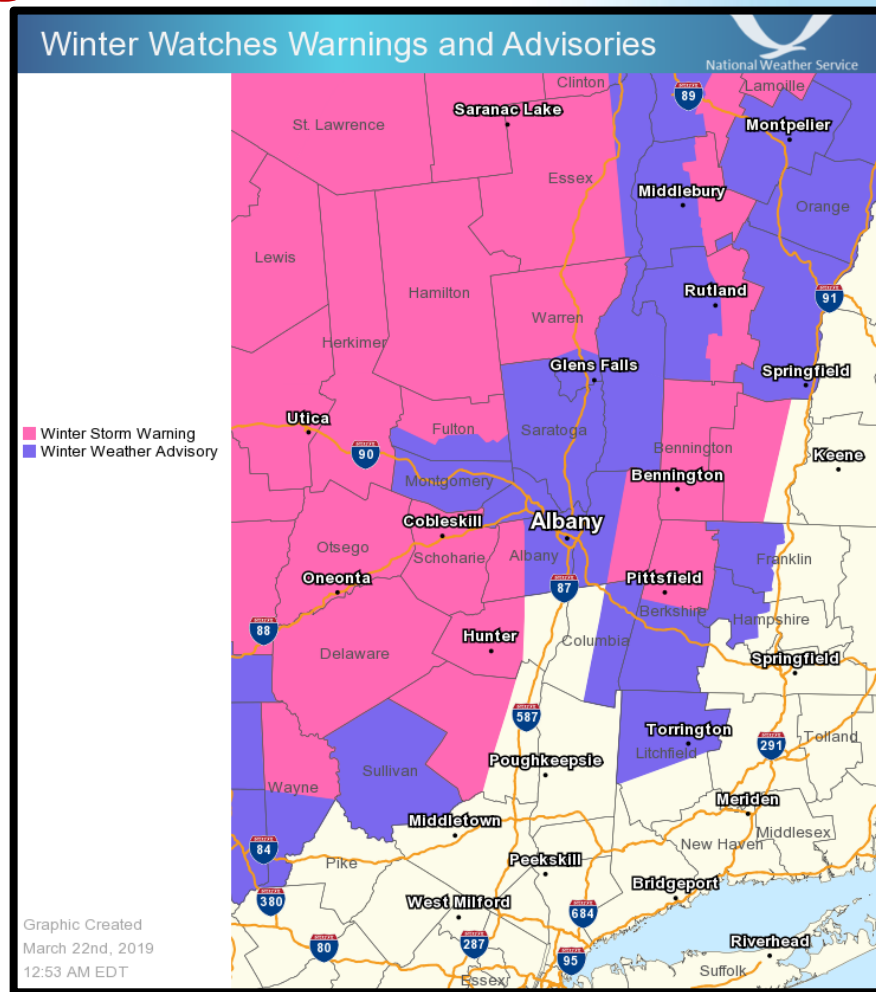 Winter Watches Warnings and Advisories
National Weather Service
Clinton
89
Lamoille
Saranac Lake
St. Lawrence
Montpelier
Essex
Middlebury
Orange
Lewis
Hamilton
Rutland
91
Warren
Herkimer
Glens Falls
Springfield
Utica
Fulton
Saratoga
Winter Storm Warning
Winter Weather Advisory
90
Bennington
Keene
Montgomery
Bennington
Cobleskill
Albany
Otsego
Schoharie
Albany
Franklin
Oneonta
87
Pittsfield
Berkshire
Hampshire
88
Hunter
Columbia
Delaware
Springfield
587
Torrington
291
Tolland
Litchfield
Poughkeepsie
Sullivan
Wayne
Meriden
Middletown
Middlesex
84
New Haven
Pike
Peekskill
Bridgeport
380
West Milford
684
Graphic Created
March 22nd, 2019
12:53 AM EDT
80
287
95
Riverhead
Suffolk
Essex